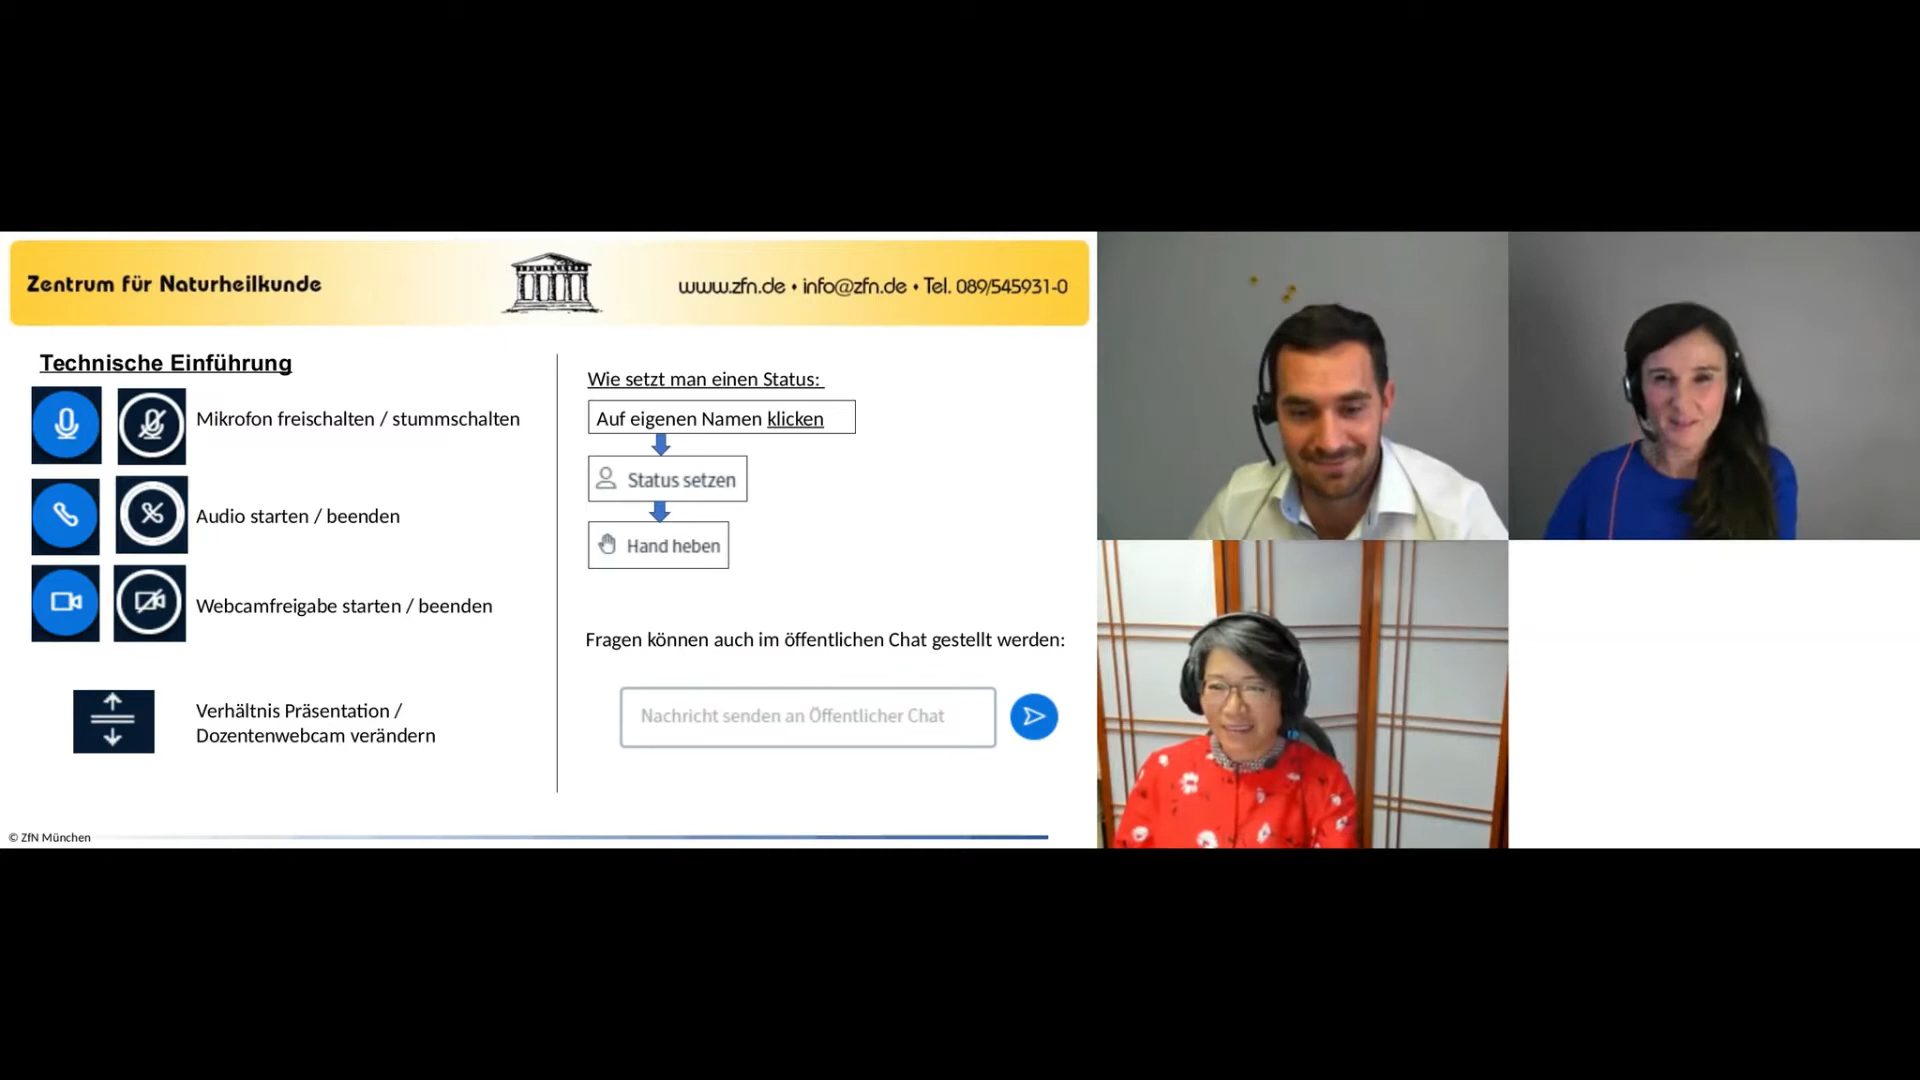 Zentrum für Naturheilkunde
www.zfn.de • info@zfn.de • Tel. 089/545931-0
Technische Einführung
Mikrofon freischalten / stummschalten
Audio starten / beenden
Webcamfreigabe starten / beenden
Verhältnis Präsentation /
Dozentenwebcam verändern
Wie setzt man einen Status:
Auf eigenen Namen klicken
Status setzen
Hand heben
Fragen können auch im öffentlichen Chat gestellt werden:
Nachricht senden an Öffentlicher Chat
© ZfN München